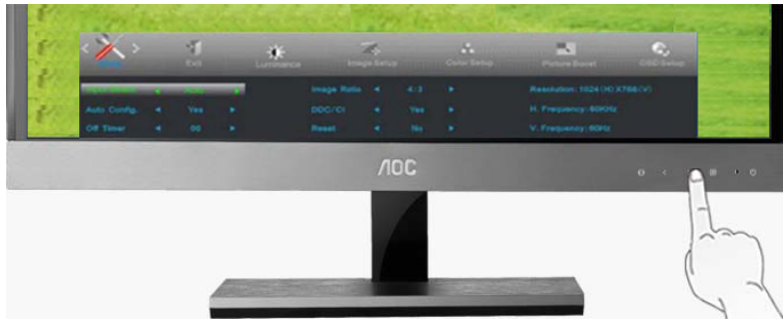 Exit
Luminance
Image Setup
Color Setup
Picture Boost
OSD Setup
Auto Config. Yes
Off Timer 00
Image Ratio 4:3
DDC/CI Yes
Reset No
Resolution: 1024(H) X768(V)
H. Frequency: 60KHz
V. Frequency: 60Hz
AOC